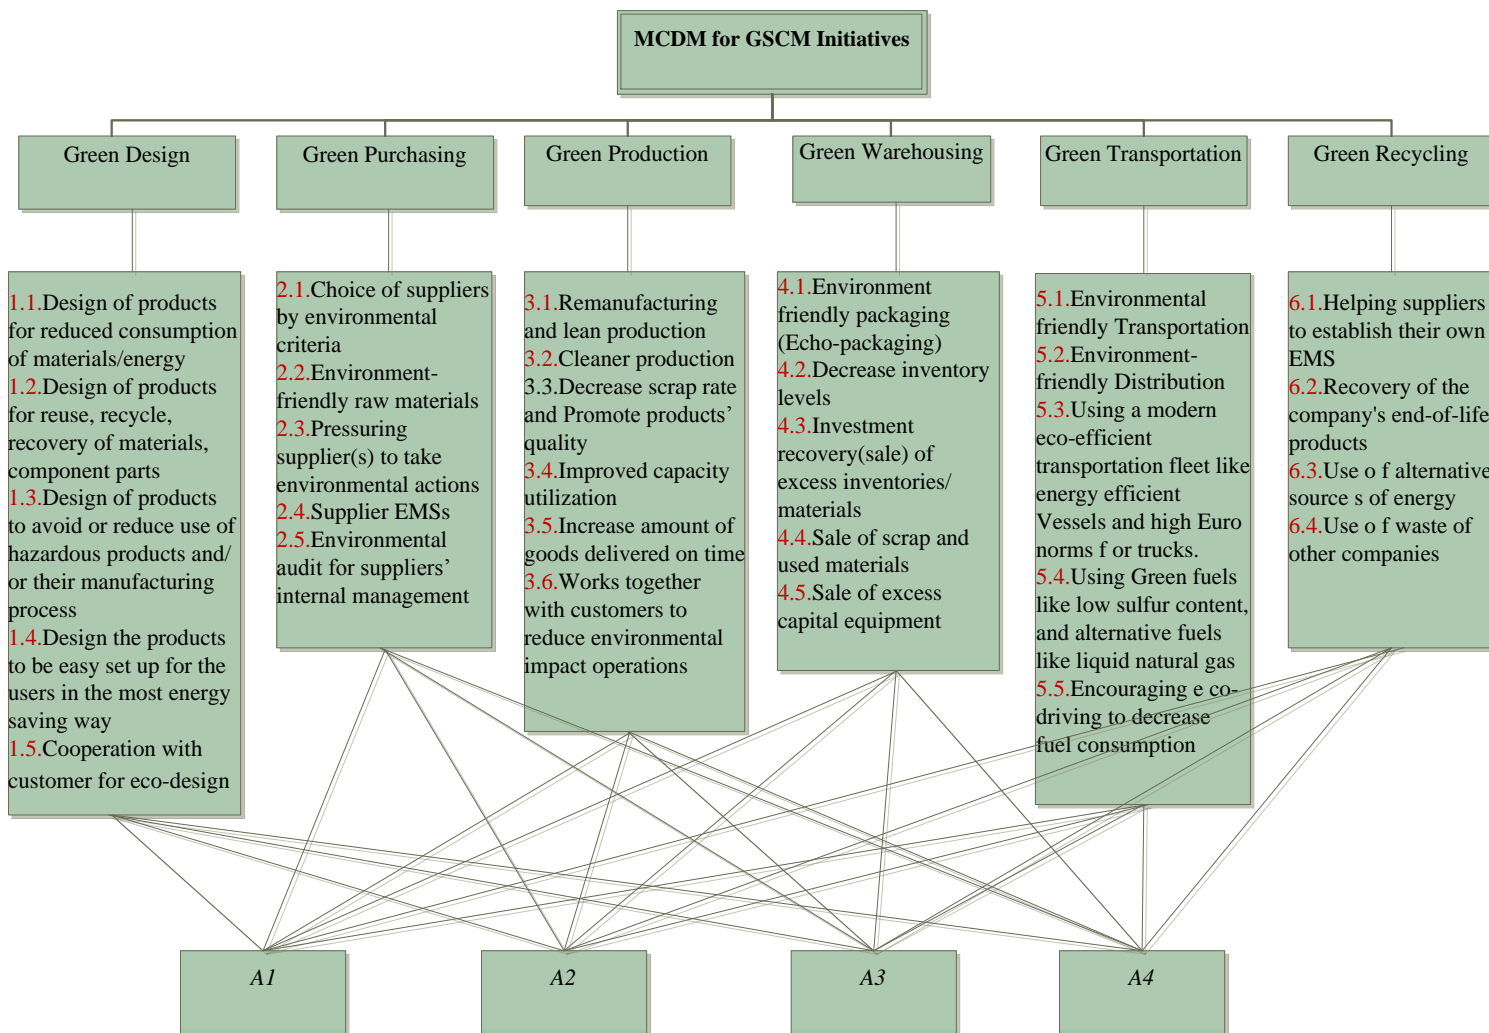 MCDM for GSCM Initiatives
Green Design
Green Purchasing
Green Production
Green Warehousing
Green Transportation
Green Recycling
1.1.Design of products
for reduced consumption
of materials/energy
1.2.Design of products
for reuse, recycle,
recovery of materials,
component parts
1.3.Design of products
to avoid or reduce use of
hazardous products and/
or their manufacturing
process
1.4.Design the products
to be easy set up for the
users in the most energy
saving way
1.5.Cooperation with
customer for eco-design
2.1.Choice of suppliers
by environmental
criteria
2.2.Environment-
friendly raw materials
2.3.Pressuring
supplier(s) to take
environmental actions
2.4.Supplier EMSs
2.5.Environmental
audit for suppliers’
internal management
3.1.Remanufacturing
and lean production
3.2.Cleaner production
3.3.Decrease scrap rate
and Promote products’
quality
3.4.Improved capacity
utilization
3.5.Increase amount of
goods delivered on time
3.6.Works together
with customers to
reduce environmental
impact operations
4.1.Environment
friendly packaging
(Echo-packaging)
4.2.Decrease inventory
levels
4.3.Investment
recovery(sale) of
excess inventories/
materials
4.4.Sale of scrap and
used materials
4.5.Sale of excess
capital equipment
5.1.Environmental
friendly Transportation
5.2.Environment-
friendly Distribution
5.3.Using a modern
eco-efficient
transportation fleet like
energy efficient
Vessels and high Euro
norms f or trucks.
5.4.Using Green fuels
like low sulfur content,
and alternative fuels
like liquid natural gas
5.5.Encouraging e co-
driving to decrease
fuel consumption
6.1.Helping suppliers
to establish their own
EMS
6.2.Recovery of the
company's end-of-life
products
6.3.Use o f alternative
source s of energy
6.4.Use o f waste of
other companies
A1
A2
A3
A4